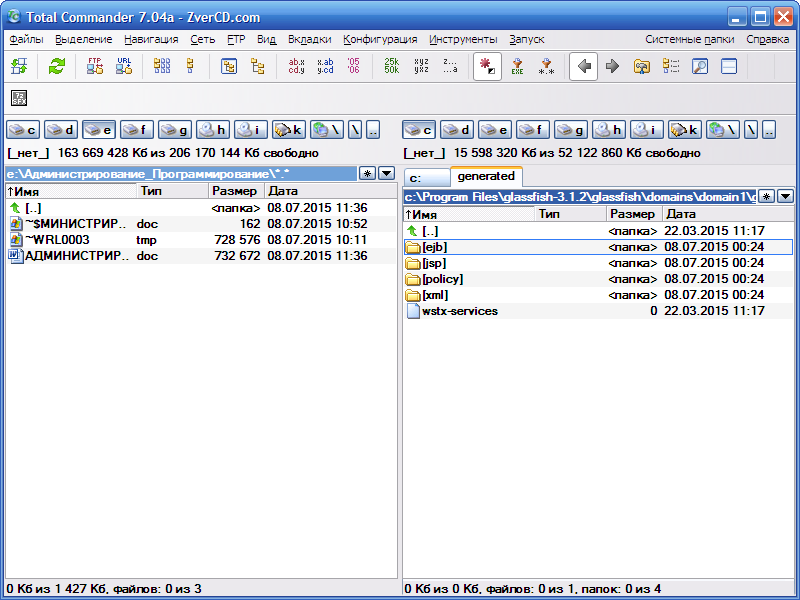 Total Commander 7.04a - ZverCD.com
Файлы Выделение Навигация Сеть FTP Вид Вкладки Конфигурация Инструменты Запуск Системные папки Справка
FTP URL ab.x cd.y x.ab y.cd '05 '06 25k 50k xyz yxz z... ...a EXE *.*
7z SFX
c d e f g h i k \ \ ..
[_нет_] 163 669 428 Кб из 206 170 144 Кб свободно
e:\Администрирование_Программирование\*.*
↑Имя Тип Размер Дата
[..] <папка> 08.07.2015 11:36
~$МИНИСТРИР.. doc 162 08.07.2015 10:52
~WRL0003 tmp 728 576 08.07.2015 10:11
АДМИНИСТРИР.. doc 732 672 08.07.2015 11:36
0 Кб из 1 427 Кб, файлов: 0 из 3
c d e f g h i k \ \ ..
[_нет_] 15 598 320 Кб из 52 122 860 Кб свободно
c: generated
c:\Program Files\glassfish-3.1.2\glassfish\domains\domain1\g
↑Имя Тип Размер Дата
[..] <папка> 22.03.2015 11:17
[ejb] <папка> 08.07.2015 00:24
[jsp] <папка> 08.07.2015 00:24
[policy] <папка> 08.07.2015 00:24
[xml] <папка> 08.07.2015 00:24
wstx-services 0 22.03.2015 11:17
0 Кб из 0 Кб, файлов: 0 из 1, папок: 0 из 4